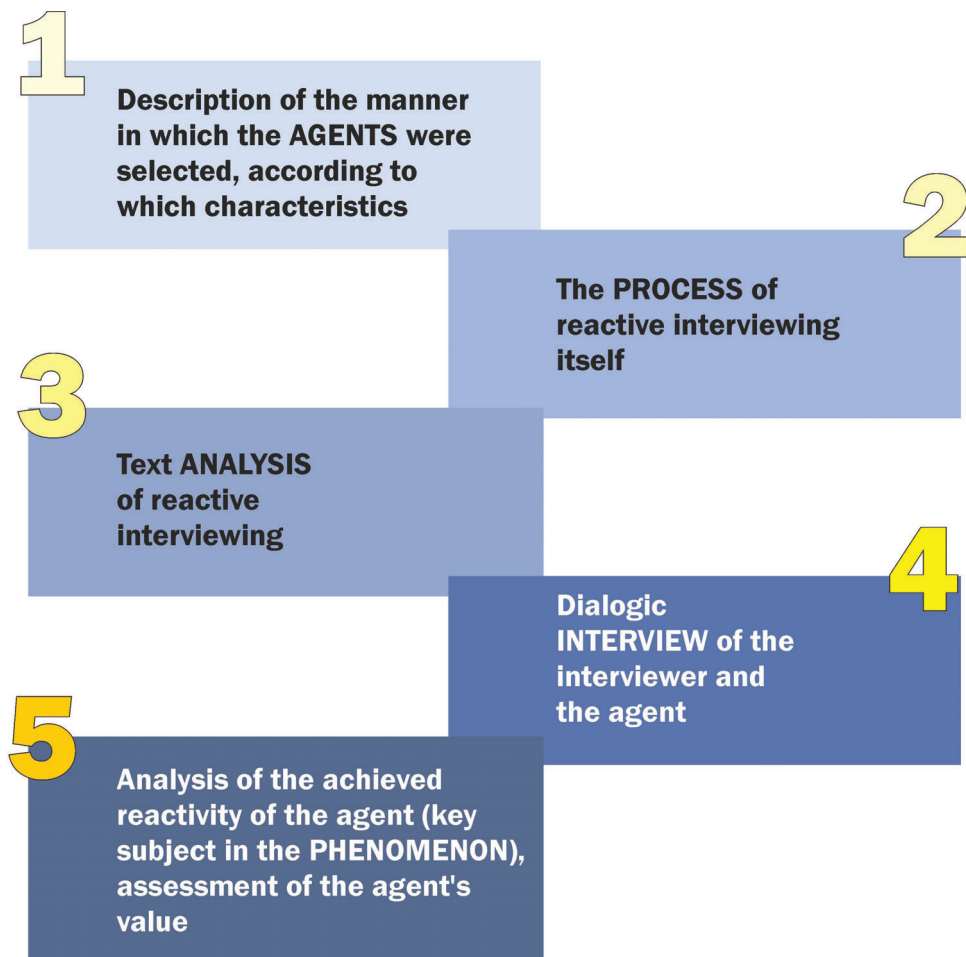 1
Description of the manner
in which the AGENTS were
selected, according to
which characteristics
2
The PROCESS of
reactive interviewing
itself
3
Text ANALYSIS
of reactive
interviewing
4
Dialogic
INTERVIEW of the
interviewer and
the agent
5
Analysis of the achieved
reactivity of the agent (key
subject in the PHENOMENON),
assessment of the agent's
value